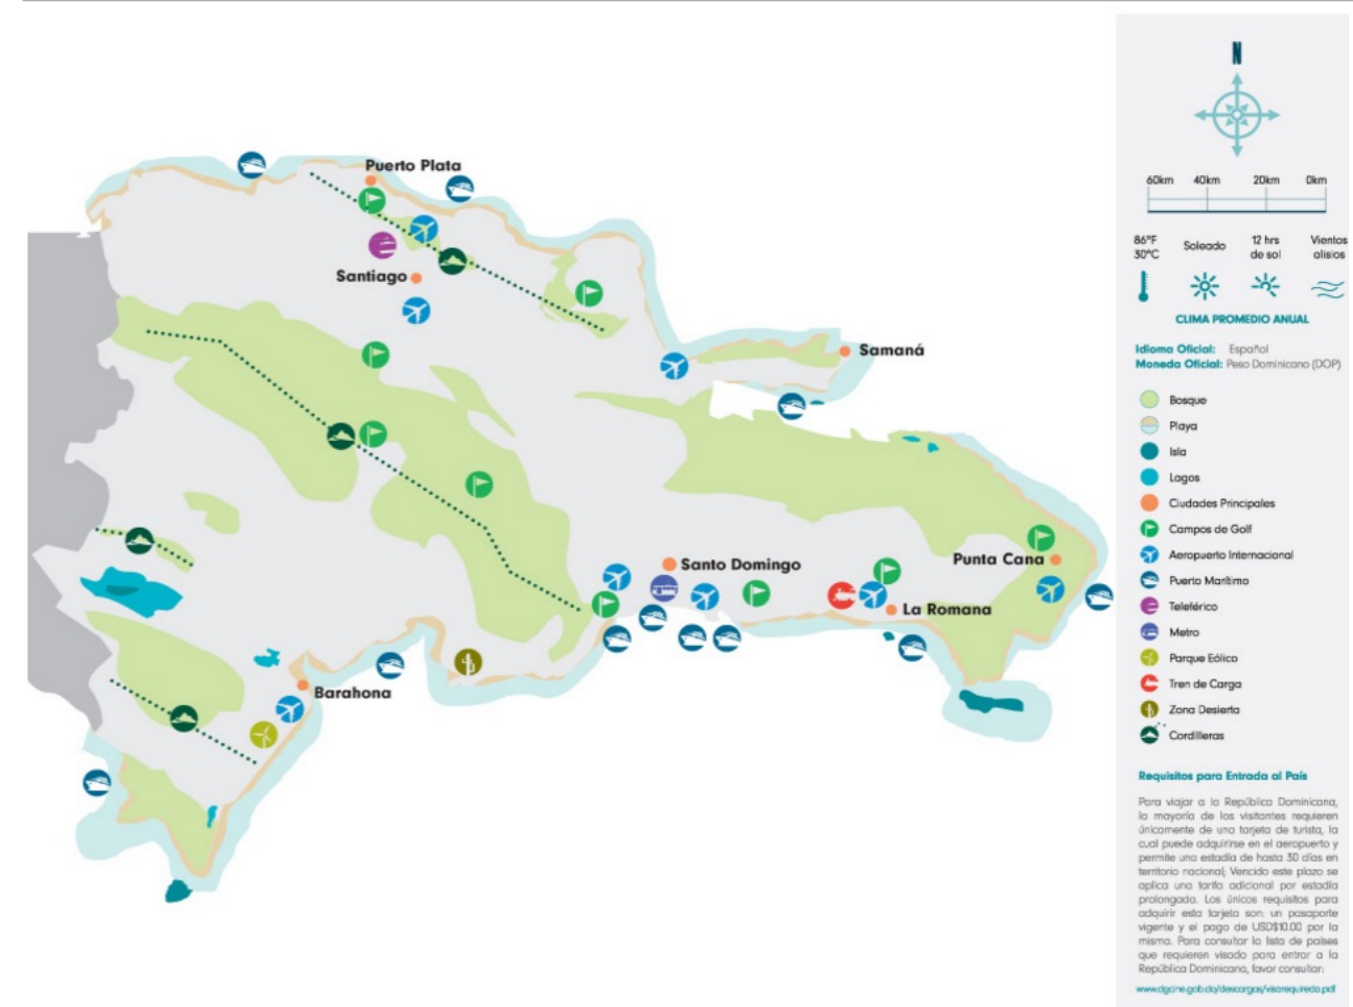 N
60km 40km 20km 0km
86°F
30°C
Soleado
12 hrs
de sol
Vientos
alisios
CLIMA PROMEDIO ANUAL
Idioma Oficial: Español
Moneda Oficial: Peso Dominicano (DOP)
Bosque
Playa
Isla
Lagos
Ciudades Principales
Campos de Golf
Aeropuerto Internacional
Puerto Marítimo
Teleférico
Metro
Parque Eólico
Tren de Carga
Zona Desierta
Cordilleras
Requisitos para Entrada al País
Para viajar a la República Dominicana,
la mayoría de los visitantes requieren
únicamente de una tarjeta de turista, la
cual puede adquirirse en el aeropuerto y
permite una estadía de hasta 30 días en
territorio nacional; Vencido este plazo se
aplica una tarifa adicional por estadía
prolongada. Los únicos requisitos para
adquirir esta tarjeta son: un pasaporte
vigente y el pago de USD$10.00 por la
misma. Para consultar la lista de países
que requieren visado para entrar a la
República Dominicana, favor consultar:
www.dgcine.gob.do/descargas/visarequireda.pdf
Puerto Plata
Santiago
Samaná
Santo Domingo
Punta Cana
La Romana
Barahona